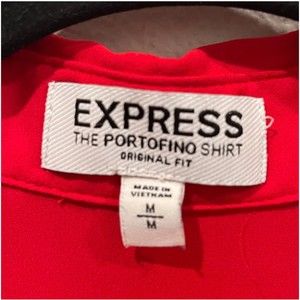 EXPRESS
THE PORTOFINO SHIRT
ORIGINAL FIT
MADE IN
VIETNAM
M
M